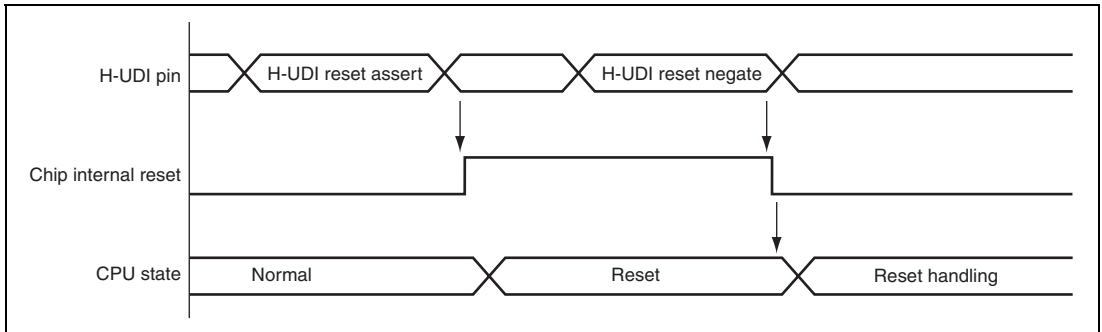 H-UDI pin
H-UDI reset assert
H-UDI reset negate
Chip internal reset
CPU state
Normal
Reset
Reset handling